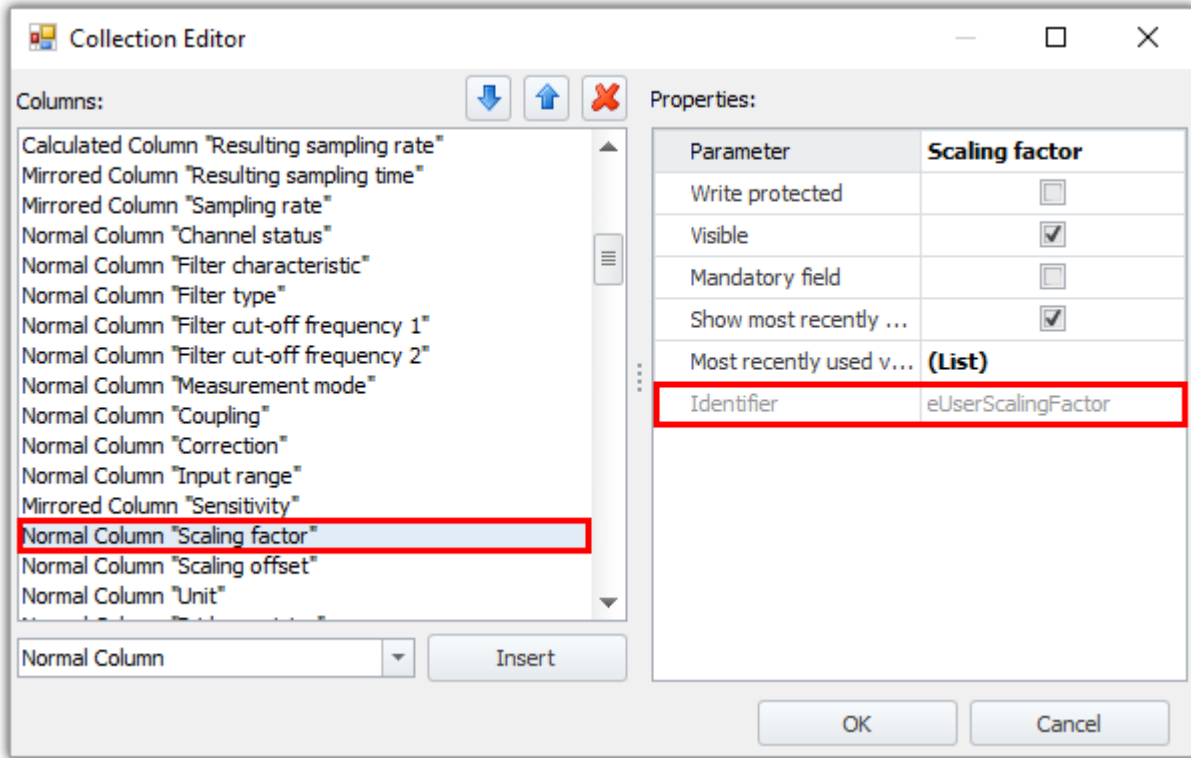 Collection Editor
Columns:
Calculated Column "Resulting sampling rate"
Mirrored Column "Resulting sampling time"
Mirrored Column "Sampling rate"
Normal Column "Channel status"
Normal Column "Filter characteristic"
Normal Column "Filter type"
Normal Column "Filter cut-off frequency 1"
Normal Column "Filter cut-off frequency 2"
Normal Column "Measurement mode"
Normal Column "Coupling"
Normal Column "Correction"
Normal Column "Input range"
Mirrored Column "Sensitivity"
Normal Column "Scaling factor"
Normal Column "Scaling offset"
Normal Column "Unit"
Normal Column
Insert
Properties:
Parameter Scaling factor
Write protected
Visible
Mandatory field
Show most recently ...
Most recently used v... (List)
Identifier eUserScalingFactor
OK
Cancel